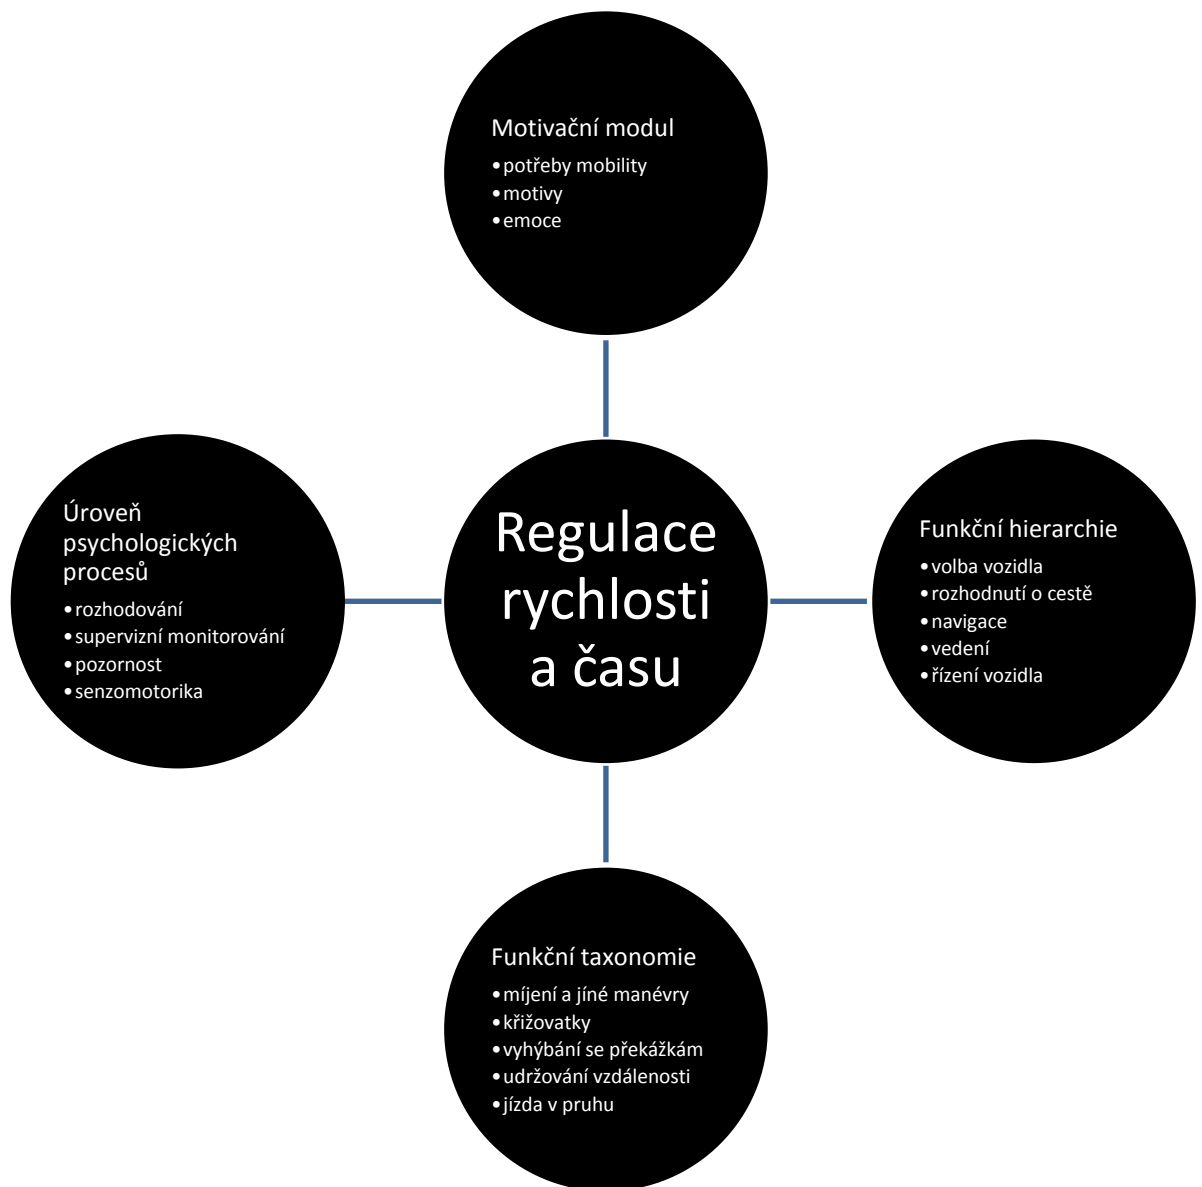 Motivační modul
•potřeby mobility
•motivy
•emoce
Úroveň
psychologických
procesů
•rozhodování
•supervizní monitorování
•pozornost
•senzomotorika
Regulace
rychlosti
a času
Funkční hierarchie
•volba vozidla
•rozhodnutí o cestě
•navigace
•vedení
•řízení vozidla
Funkční taxonomie
•míjení a jíné manévry
•křižovatky
•vyhýbání se překážkám
•udržování vzdálenosti
•jízda v pruhu